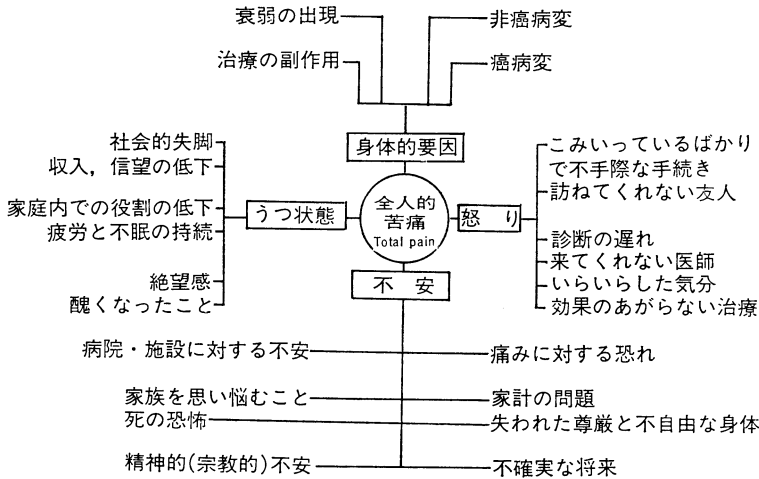 衰弱の出現
非癌病変
治療の副作用
癌病変
身体的要因
社会的失脚
収入，信望の低下
家庭内での役割の低下
疲労と不眠の持続
絶望感
醜くなったこと
うつ状態
全人的
苦痛
Total pain
怒り
こみいっているばかり
で不手際な手続き
訪ねてくれない友人
診断の遅れ
来てくれない医師
いらいらした気分
効果のあがらない治療
不安
病院・施設に対する不安
痛みに対する恐れ
家族を思い悩むこと
家計の問題
死の恐怖
失われた尊厳と不自由な身体
精神的(宗教的)不安
不確実な将来